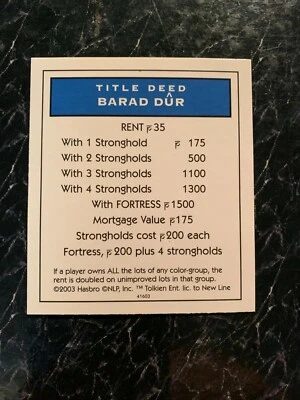 TITLE DEED
BARAD DÛR
RENT 35
With 1 Stronghold 175
With 2 Strongholds 500
With 3 Strongholds 1100
With 4 Strongholds 1300
With FORTRESS 1500
Mortgage Value 175
Strongholds cost 200 each
Fortress, 200 plus 4 strongholds
If a player owns ALL the lots of any color-group, the
rent is doubled on unimproved lots in that group.
©2003 Hasbro ©NLP, Inc. ™ Tolkien Ent. lic. to New Line
41603